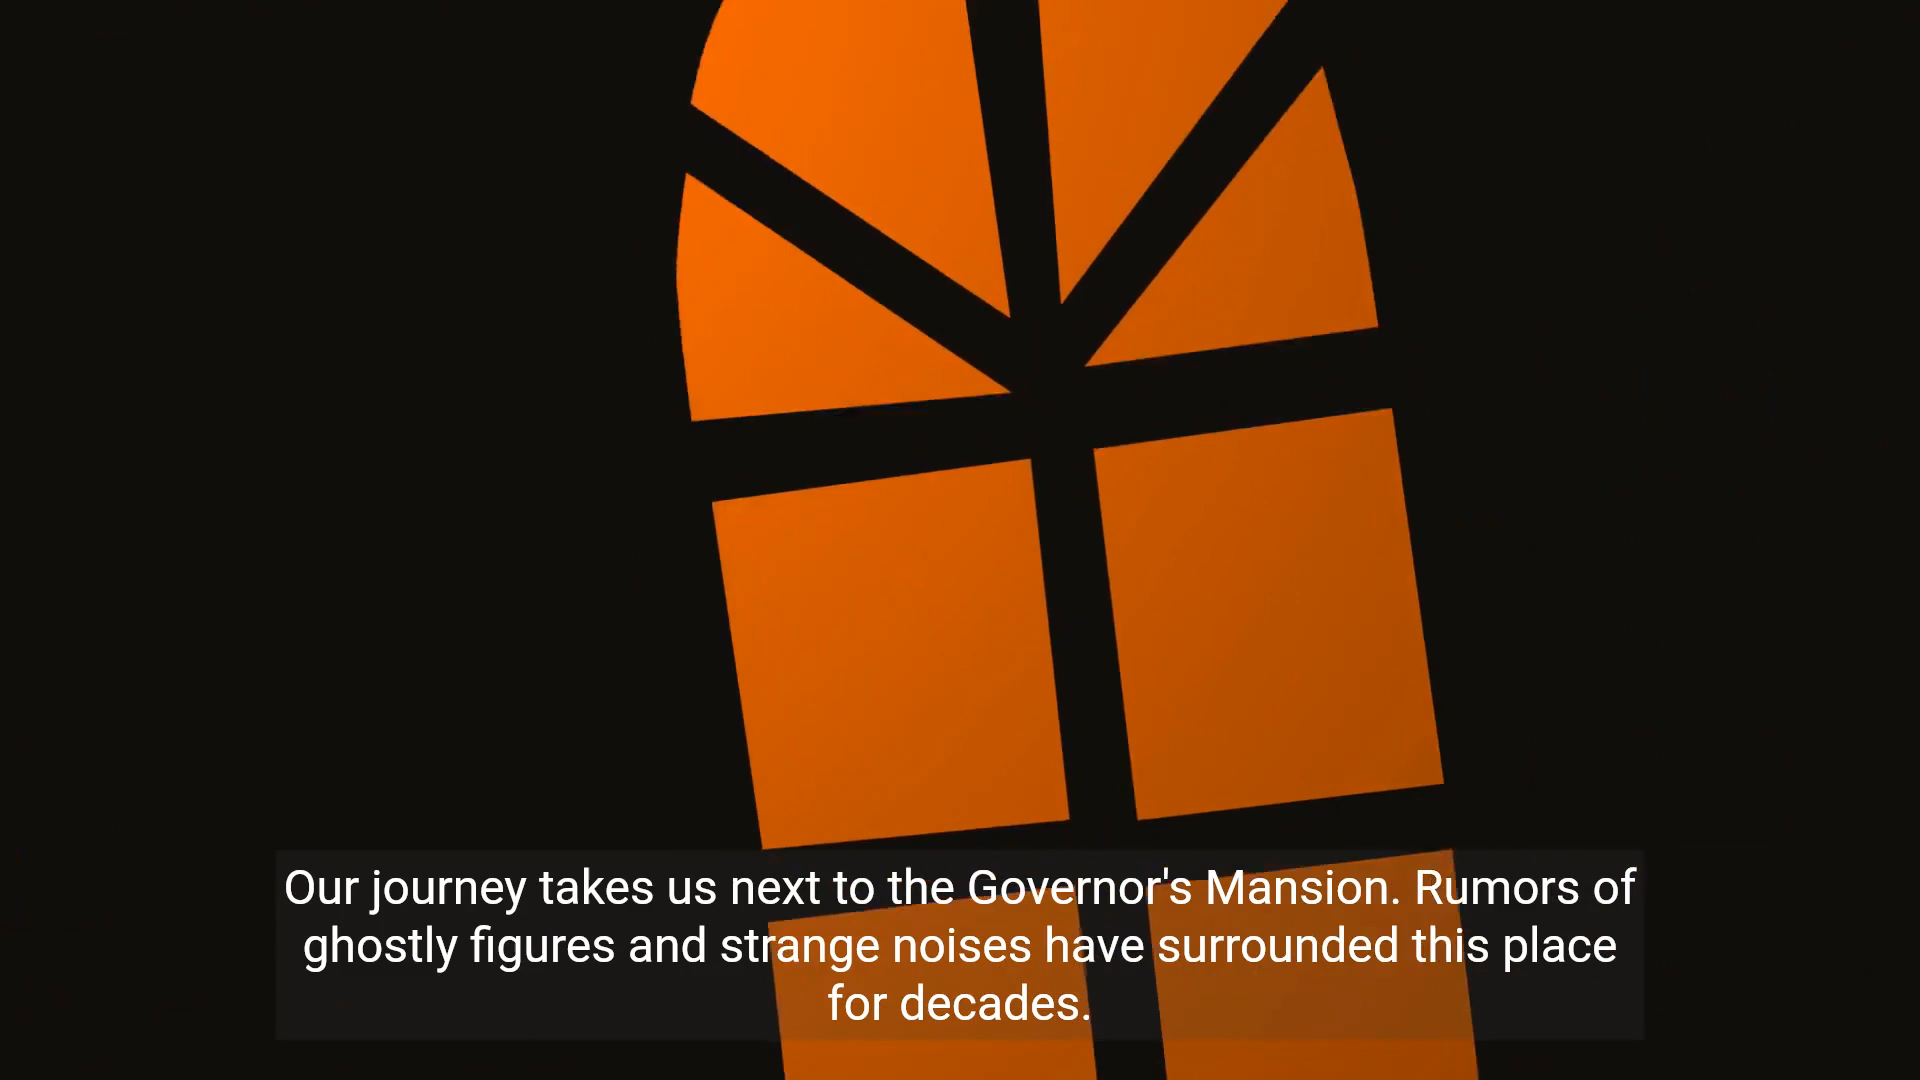 Our journey takes us next to the Governor's Mansion. Rumors of
ghostly figures and strange noises have surrounded this place
for decades.